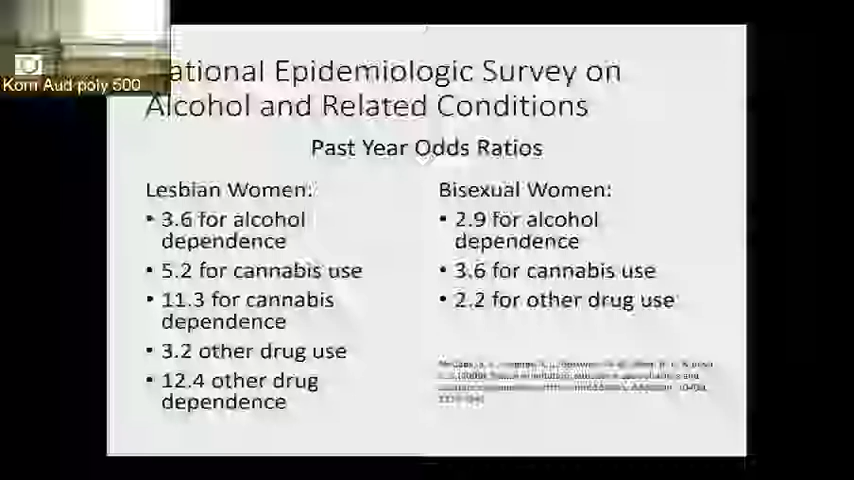 Korn Aud poly 500
ational Epidemiologic Survey on
Alcohol and Related Conditions
Past Year Odds Ratios
Lesbian Women:
• 3.6 for alcohol
dependence
• 5.2 for cannabis use
• 11.3 for cannabis
dependence
• 3.2 other drug use
• 12.4 other drug
dependence
Bisexual Women:
• 2.9 for alcohol
dependence
• 3.6 for cannabis use
• 2.2 for other drug use